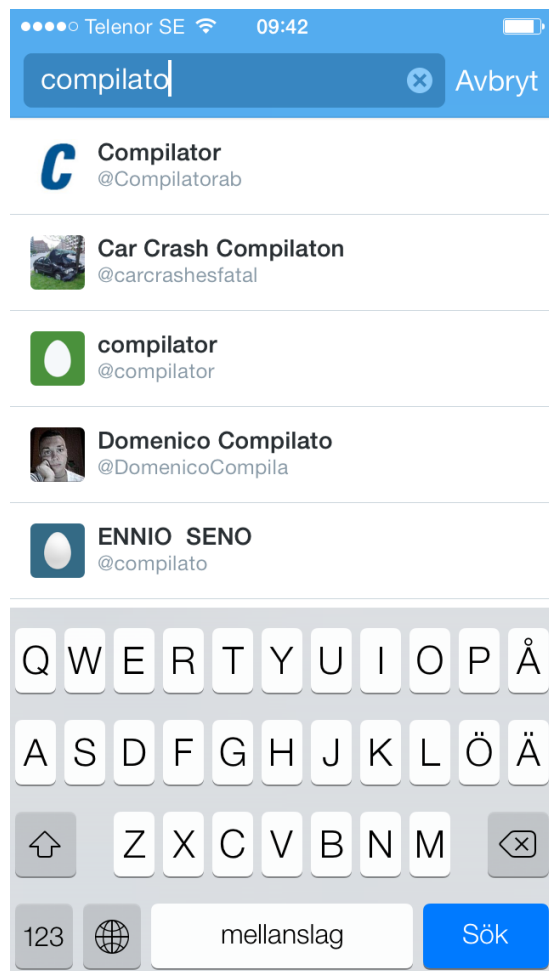 Telenor SE 09:42
compilato Avbryt
Compilator
@Compilatorab
Car Crash Compilaton
@carcrashesfatal
compilator
@compilator
Domenico Compilato
@DomenicoCompila
ENNIO SENO
@compilato
Q W E R T Y U I O P Å
A S D F G H J K L Ö Ä
Z X C V B N M
123 mellanslag Sök